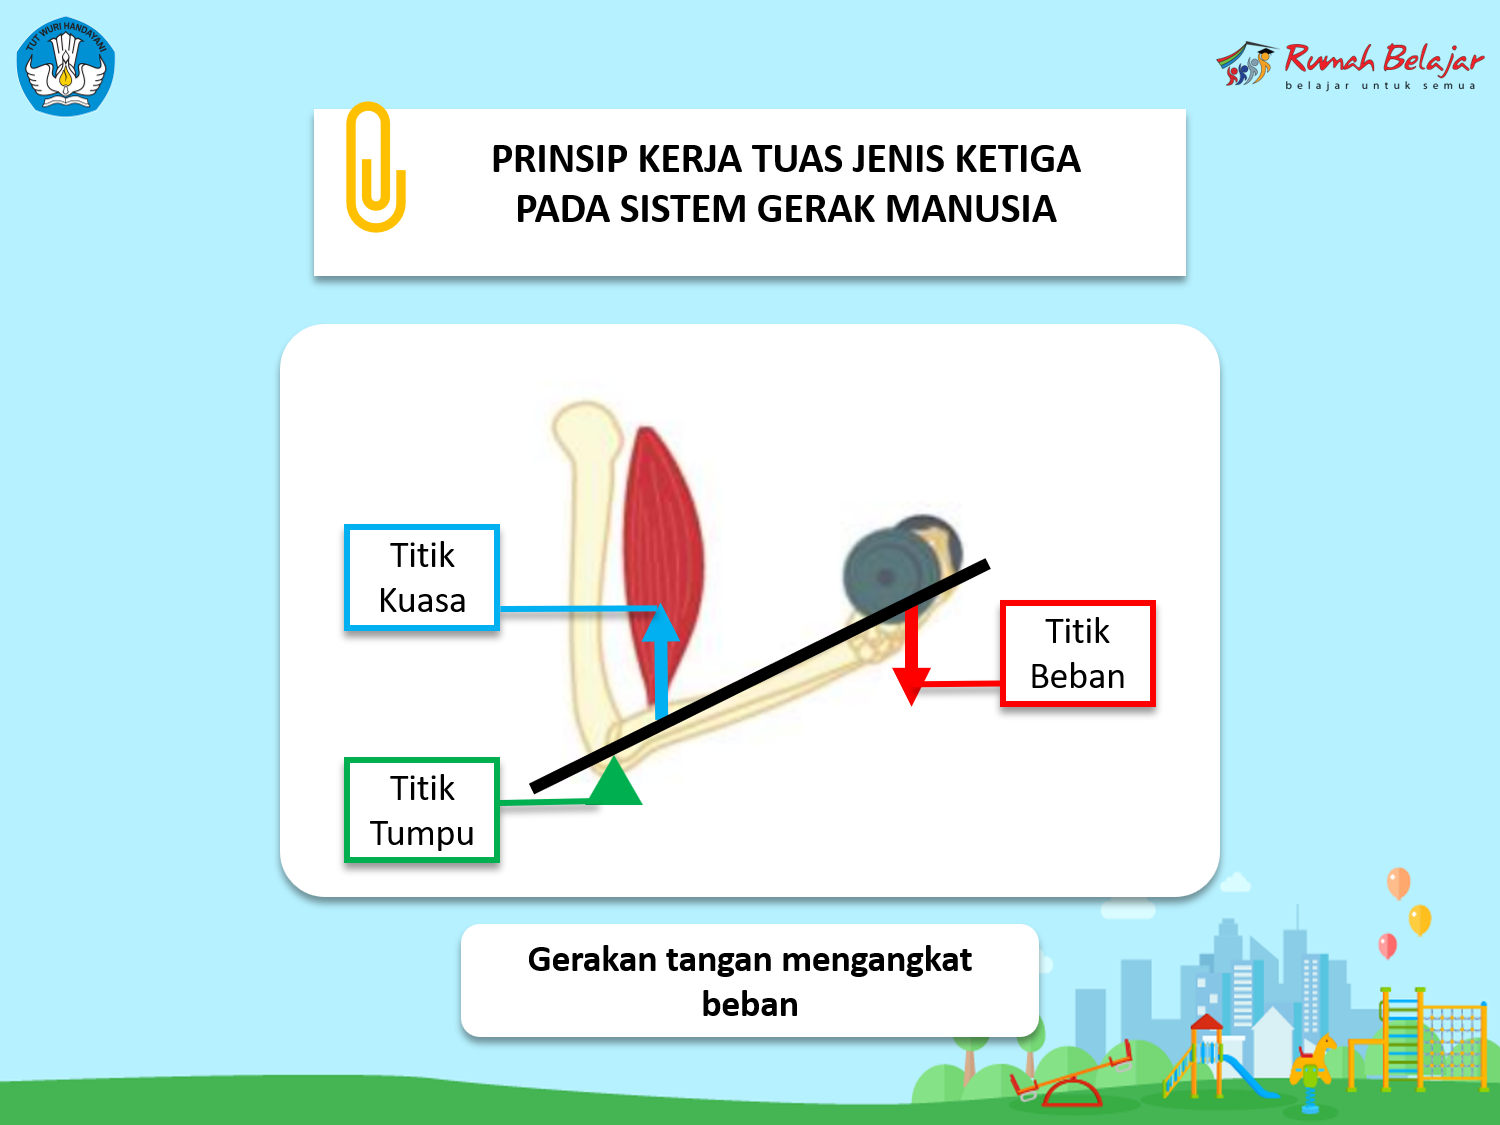 TUT WURI HANDAYANI
Rumah Belajar
belajar untuk semua
PRINSIP KERJA TUAS JENIS KETIGA
PADA SISTEM GERAK MANUSIA
Titik
Kuasa
Titik
Beban
Titik
Tumpu
Gerakan tangan mengangkat
beban